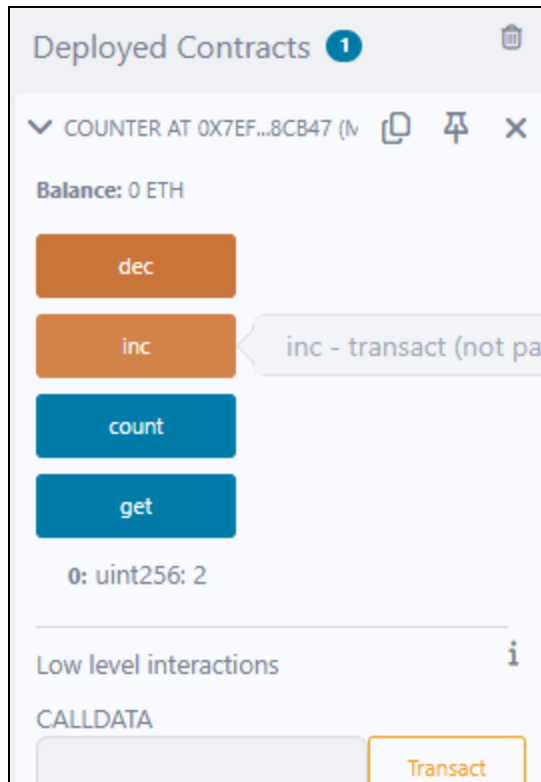 Deployed Contracts 1
COUNTER AT 0X7EF...8CB47 (M
Balance: 0 ETH
dec
inc
inc - transact (not pa
count
get
0: uint256: 2
Low level interactions
i
CALLDATA
Transact